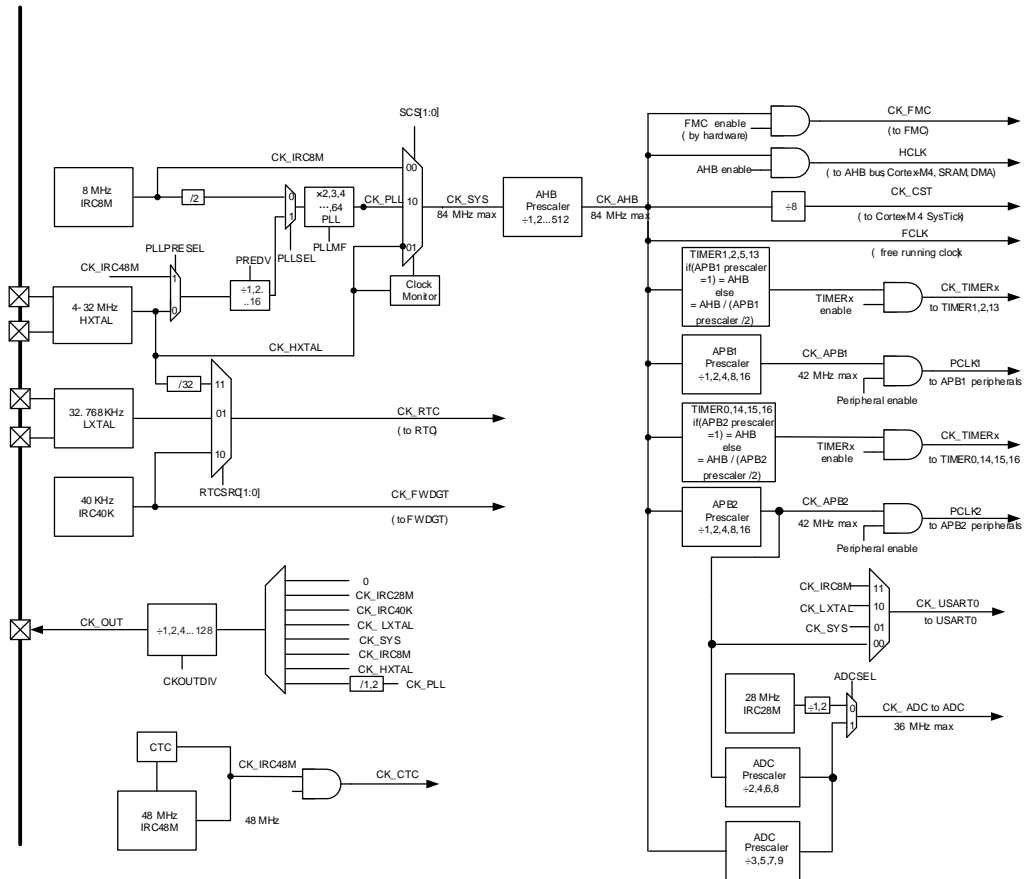 SCS[1:0]
CK_IRC8M
00
8 MHz
IRC8M
/2
0
1
×2,3,4
…,64
PLL
CK_PLL
10
CK_SYS
84 MHz max
AHB
Prescaler
÷1,2...512
CK_AHB
84 MHz max
PLLMF
PLLSEL
01
PLLPRESEL
CK_IRC48M
1
0
PREDV
÷1,2.
..16
Clock
Monitor
4-32 MHz
HXTAL
CK_HXTAL
/32
11
32.768KHz
LXTAL
01
CK_RTC
(to RTC)
10
RTCSRC[1:0]
40 KHz
IRC40K
CK_FWDGT
(to FWDGT)
FMC enable
( by hardware)
CK_FMC
(to FMC)
AHB enable
HCLK
( to AHB bus,Cortex-M4, SRAM, DMA)
÷8
CK_CST
(to Cortex-M4 SysTick)
FCLK
( free running clock)
TIMER1,2,5,13
if(APB1 prescaler
=1) = AHB
else
= AHB / (APB1
prescaler /2)
TIMERx
enable
CK_TIMERx
to TIMER1,2,13
APB1
Prescaler
÷1,2,4,8,16
CK_APB1
42 MHz max
Peripheral enable
PCLK1
to APB1 peripherals
TIMER0,14,15,16
if(APB2 prescaler
=1) = AHB
else
= AHB / (APB2
prescaler /2)
TIMERx
enable
CK_TIMERx
to TIMER0,14,15,16
APB2
Prescaler
÷1,2,4,8,16
CK_APB2
42 MHz max
Peripheral enable
PCLK2
to APB2 peripherals
CK_IRC8M
11
CK_LXTAL
10
CK_SYS
01
00
CK_USART0
to USART0
ADCSEL
28 MHz
IRC28M
÷1,2
0
1
CK_ADC to ADC
36 MHz max
ADC
Prescaler
÷2,4,6,8
ADC
Prescaler
÷3,5,7,9
CK_OUT
÷1,2,4...128
CKOUTDIV
0
CK_IRC28M
CK_IRC40K
CK_LXTAL
CK_SYS
CK_IRC8M
CK_HXTAL
/1,2
CK_PLL
CTC
48 MHz
IRC48M
CK_IRC48M
48 MHz
CK_CTC